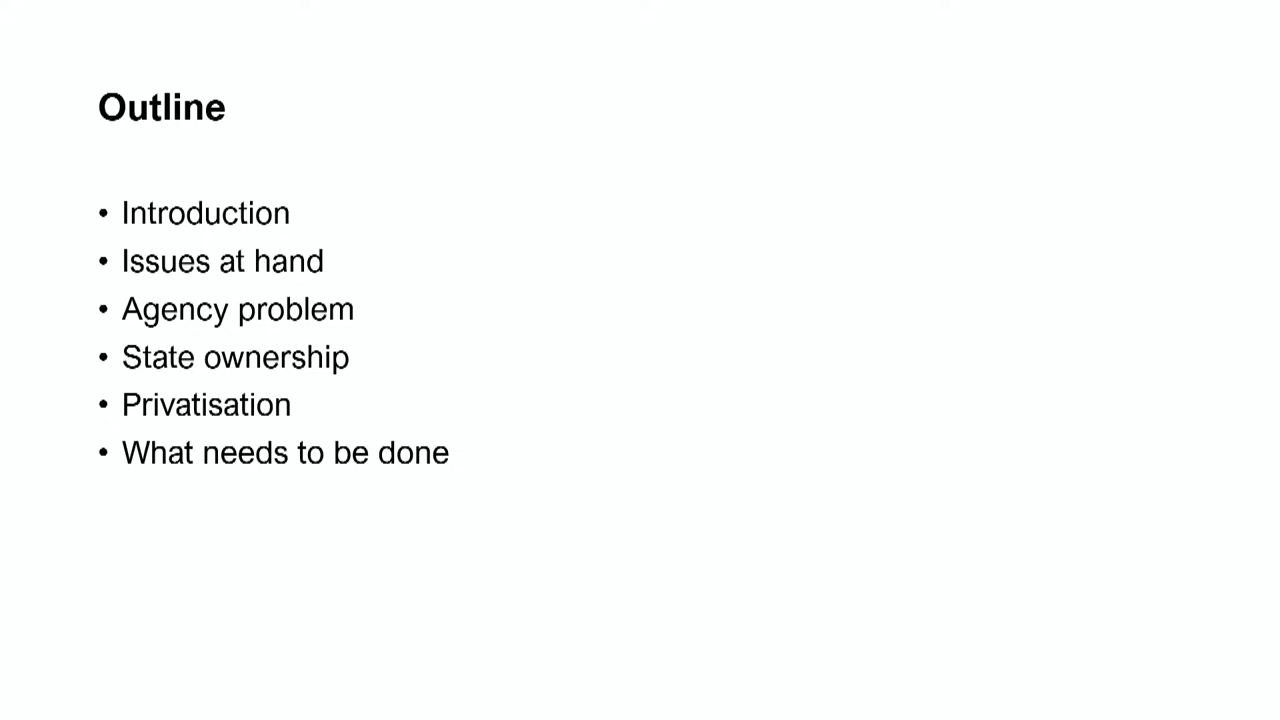 Outline
• Introduction
• Issues at hand
• Agency problem
• State ownership
• Privatisation
• What needs to be done